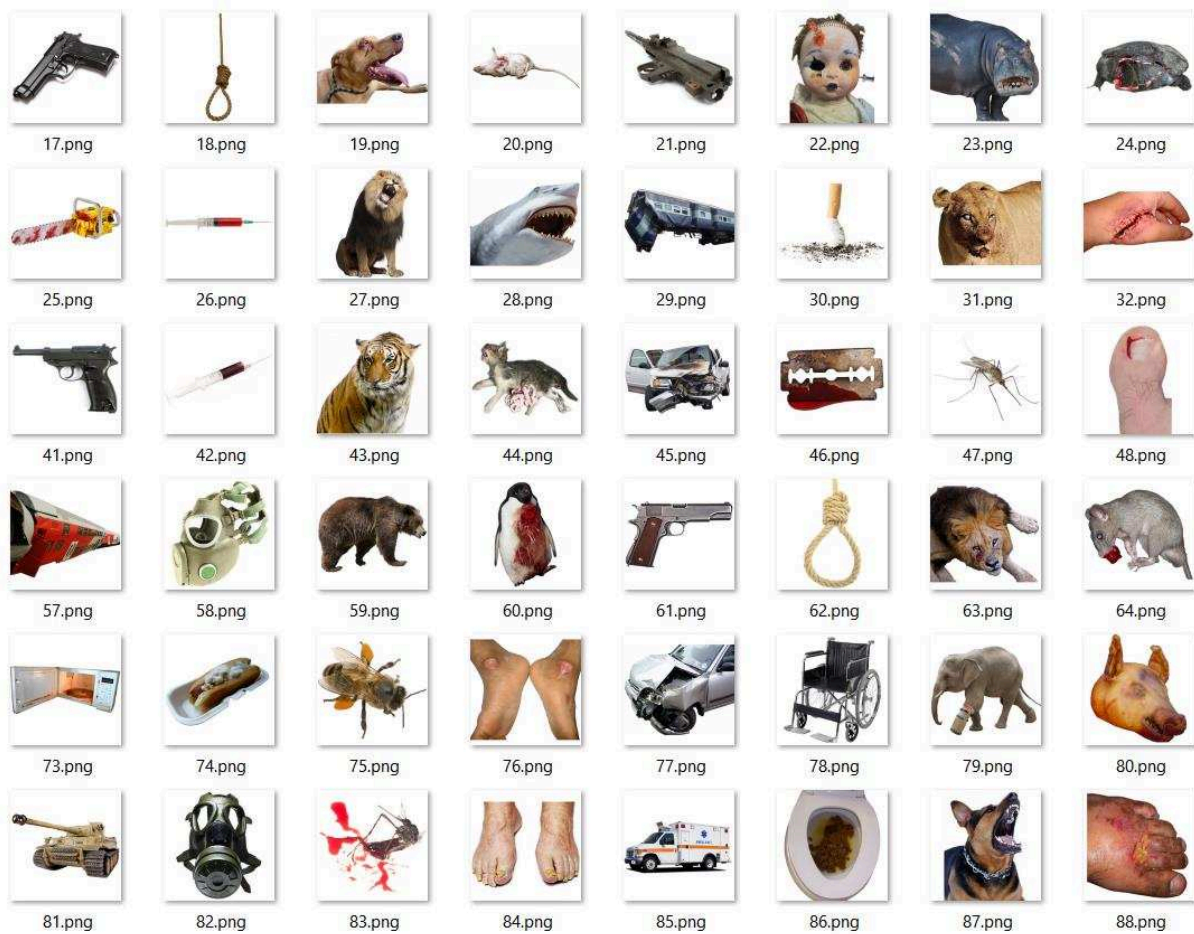 17.png 18.png 19.png 20.png 21.png 22.png 23.png 24.png
25.png 26.png 27.png 28.png 29.png 30.png 31.png 32.png
41.png 42.png 43.png 44.png 45.png 46.png 47.png 48.png
57.png 58.png 59.png 60.png 61.png 62.png 63.png 64.png
73.png 74.png 75.png 76.png 77.png 78.png 79.png 80.png
81.png 82.png 83.png 84.png 85.png 86.png 87.png 88.png